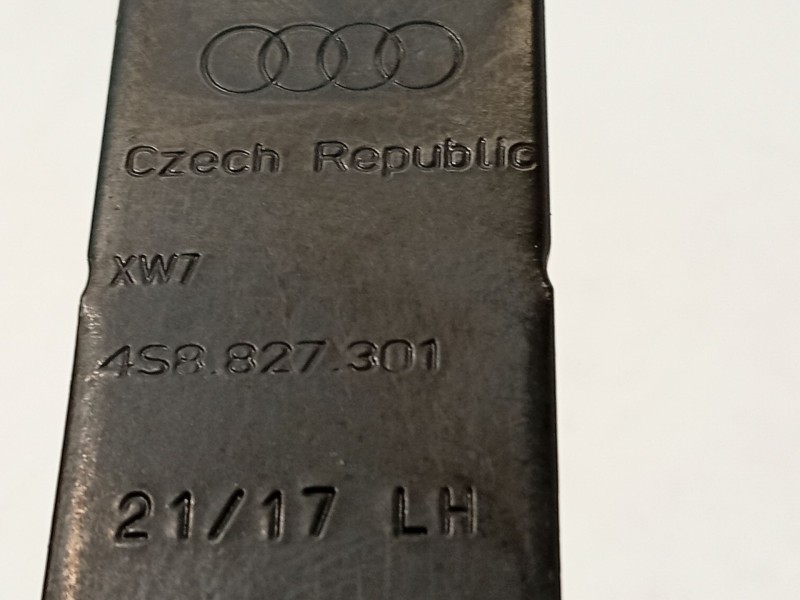 Czech Republic
XW7
4S8.827.301
21/17 LH